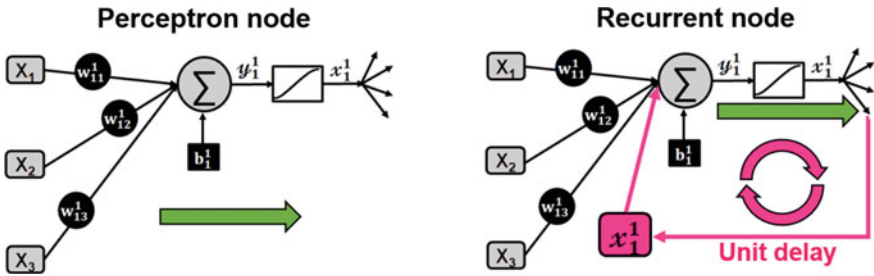 Perceptron node
X₁
w¹₁₁
∑
𝓎¹₁
x¹₁
w¹₁₂
X₂
b¹₁
w¹₁₃
X₃
Recurrent node
X₁
w¹₁₁
∑
𝓎¹₁
x¹₁
w¹₁₂
X₂
b¹₁
w¹₁₃
x¹₁
X₃
Unit delay